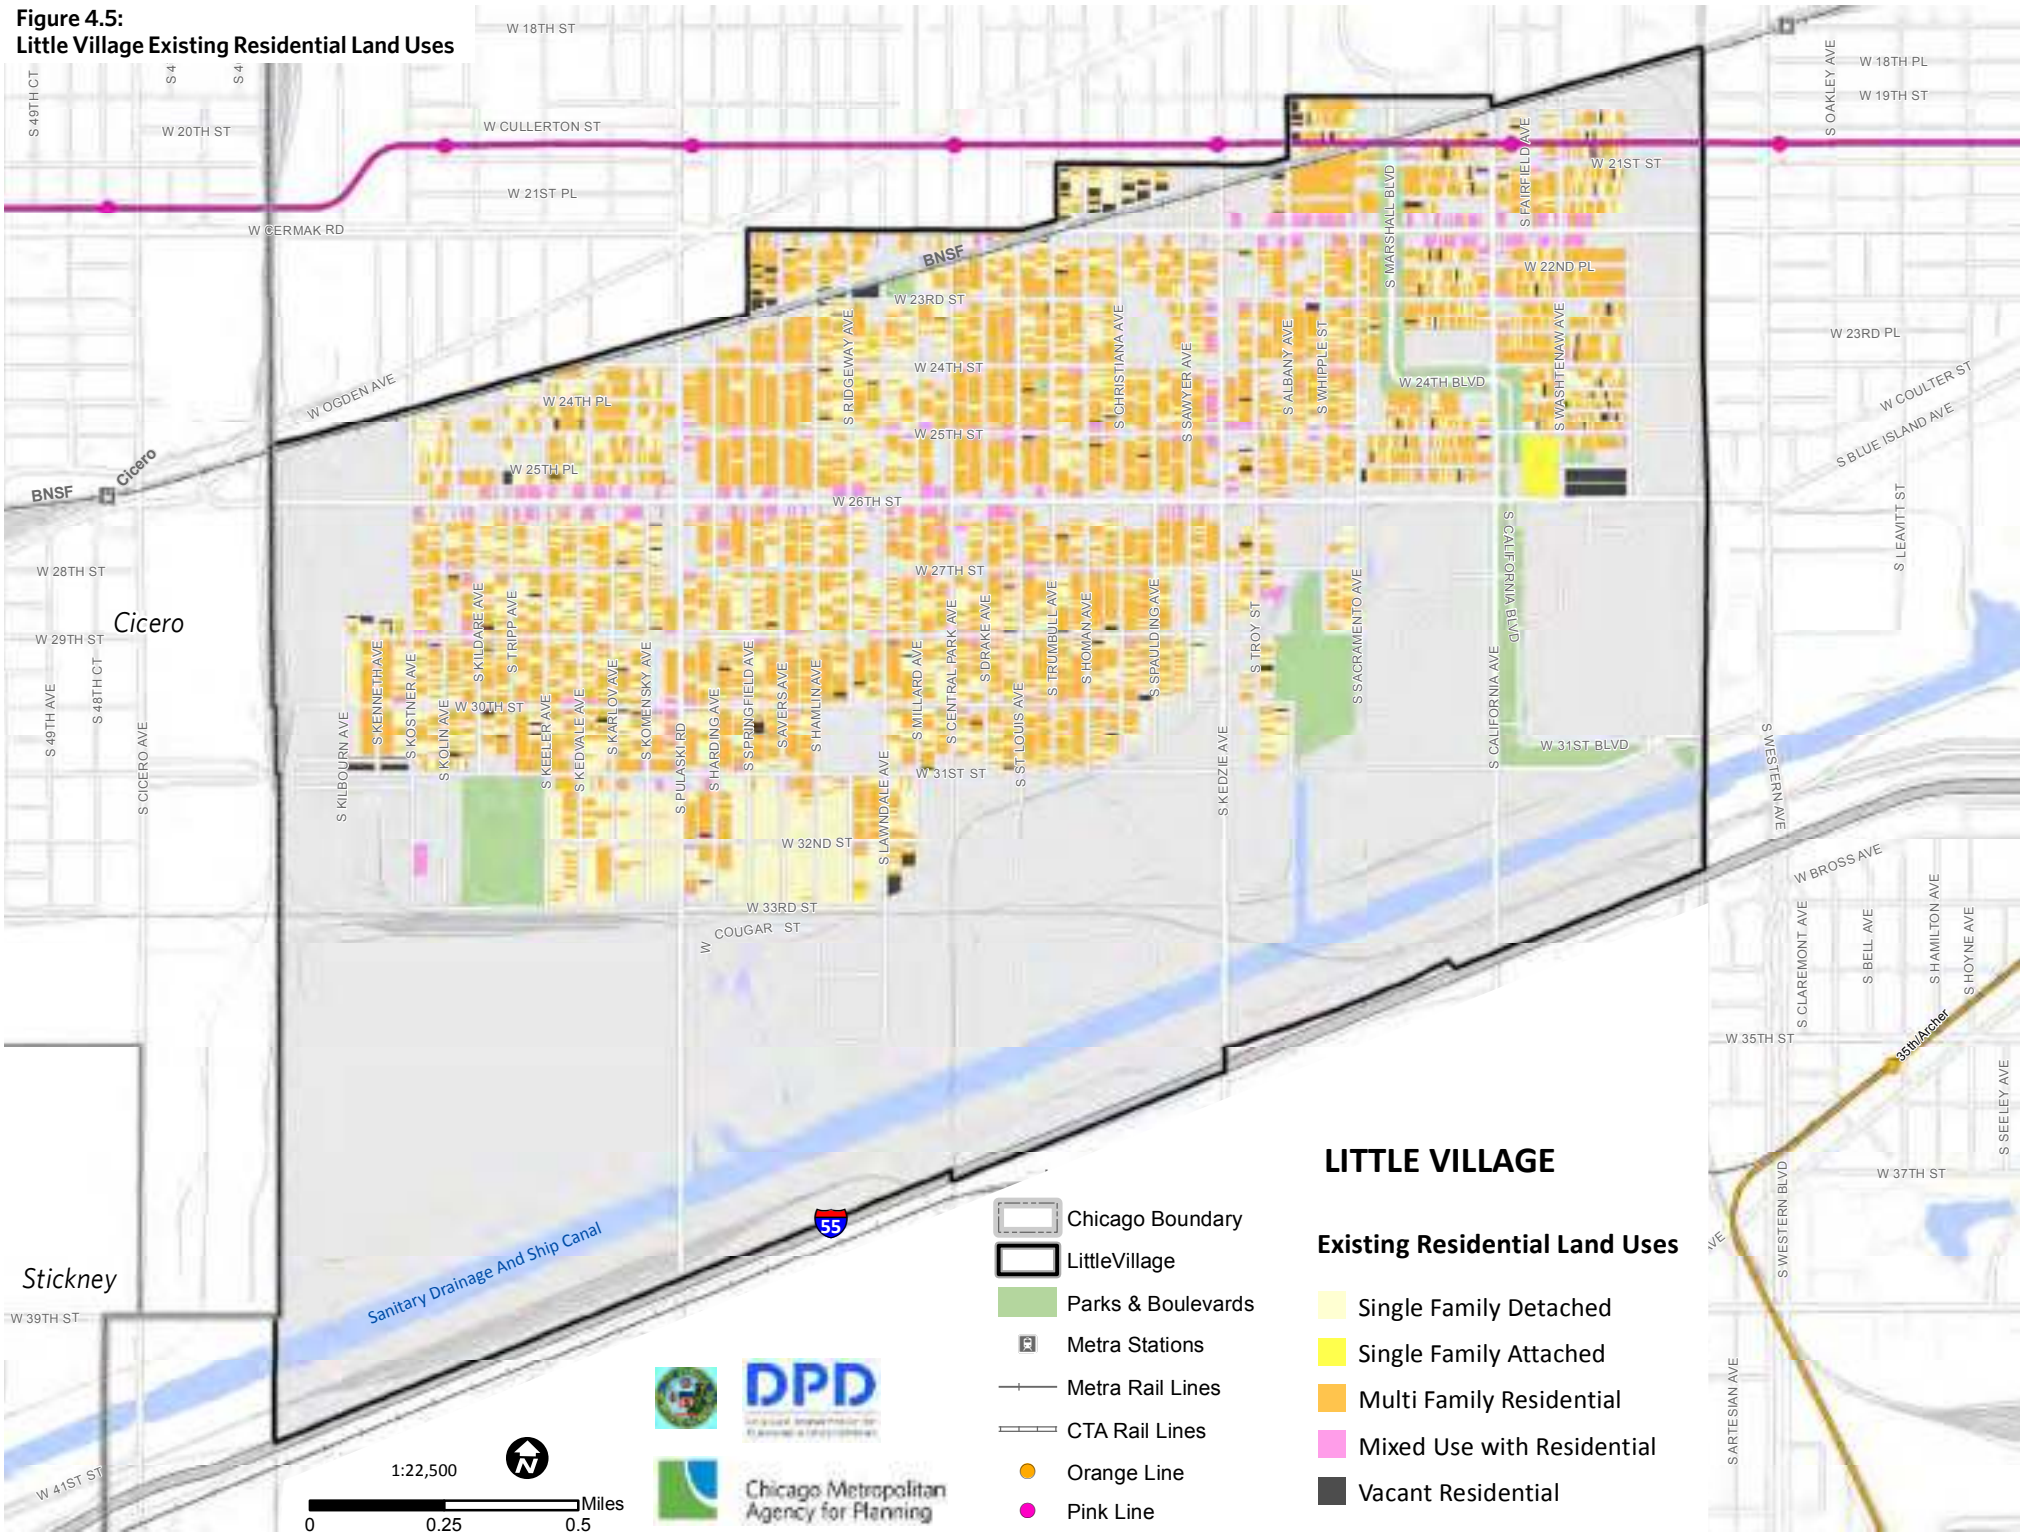 Figure 4.5:
Little Village Existing Residential Land Uses
W 18TH ST
S 49TH CT
S 4
S 4
W 20TH ST
W CULLERTON ST
W 21ST PL
W CERMAK RD
S OAKLEY AVE
W 18TH PL
W 19TH ST
W 21ST ST
S FAIRFIELD AVE
S MARSHALL BLVD
BNSF
W 22ND PL
W 23RD ST
S RIDGEWAY AVE
S CHRISTIANA AVE
S SAWYER AVE
S ALBANY AVE
S WHIPPLE ST
S WASHTENAW AVE
W 23RD PL
W 24TH ST
W 24TH BLVD
W COULTER ST
S BLUE ISLAND AVE
W OGDEN AVE
W 24TH PL
W 25TH ST
W 25TH PL
Cicero
BNSF
W 26TH ST
S LEAVITT ST
S CALIFORNIA BLVD
W 28TH ST
W 27TH ST
Cicero
W 29TH ST
S 49TH AVE
S 48TH CT
S CICERO AVE
S KILBOURN AVE
S KENNETH AVE
S KOSTNER AVE
S KOLIN AVE
S KILDARE AVE
S TRIPP AVE
W 30TH ST
S KEELER AVE
S KEDVALE AVE
S KARLOV AVE
S KOMENSKY AVE
S PULASKI RD
S HARDING AVE
S SPRINGFIELD AVE
S AVERS AVE
S HAMLIN AVE
S LAWNDALE AVE
S MILLARD AVE
S CENTRAL PARK AVE
S DRAKE AVE
S ST LOUIS AVE
S TRUMBULL AVE
S HOMAN AVE
S SPAULDING AVE
S KEDZIE AVE
S TROY ST
S SACRAMENTO AVE
S CALIFORNIA AVE
W 31ST BLVD
S WESTERN AVE
W 31ST ST
W 32ND ST
W 33RD ST
W COUGAR ST
W BROSS AVE
S CLAREMONT AVE
S BELL AVE
S HAMILTON AVE
S HOYNE AVE
W 35TH ST
35th/Archer
S SEELEY AVE
W 37TH ST
S WESTERN BLVD
AVE
S ARTESIAN AVE
Stickney
W 39TH ST
W 41ST ST
Sanitary Drainage And Ship Canal
55
1:22,500
N
Miles
0 0.25 0.5
DPD
Chicago Metropolitan
Agency for Planning
Chicago Boundary
LittleVillage
Parks & Boulevards
Metra Stations
Metra Rail Lines
CTA Rail Lines
Orange Line
Pink Line
LITTLE VILLAGE
Existing Residential Land Uses
Single Family Detached
Single Family Attached
Multi Family Residential
Mixed Use with Residential
Vacant Residential